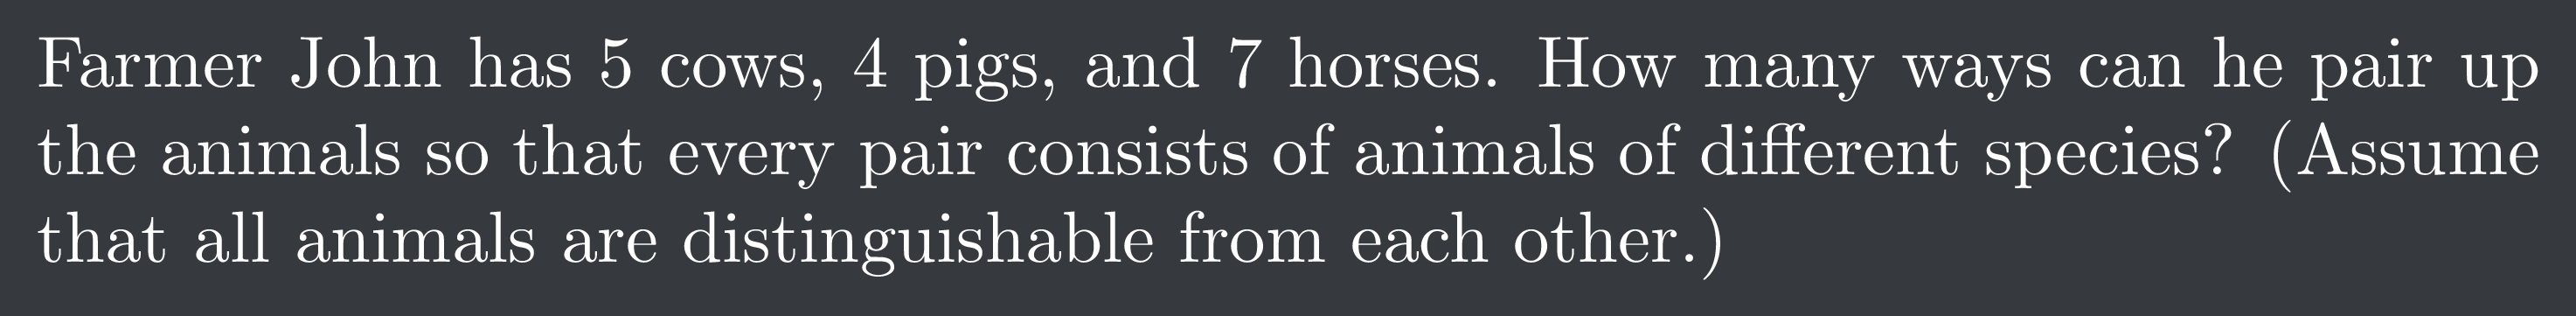 Farmer John has 5 cows, 4 pigs, and 7 horses. How many ways can he pair up
the animals so that every pair consists of animals of different species? (Assume
that all animals are distinguishable from each other.)